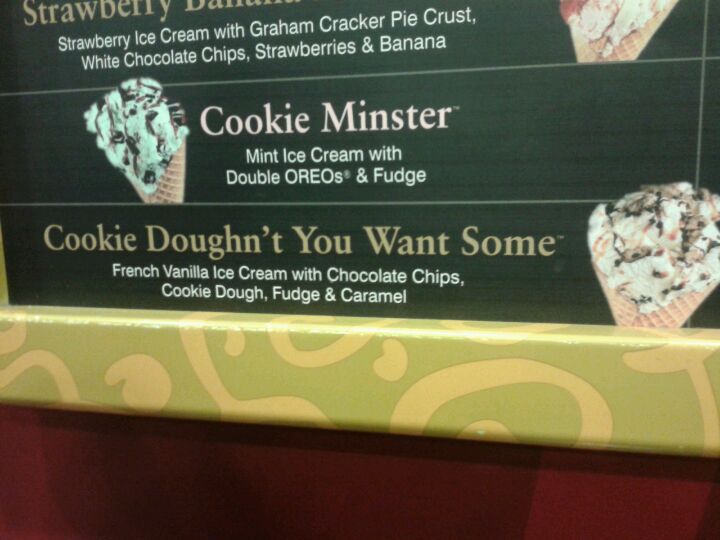 Strawberry Banana
Strawberry Ice Cream with Graham Cracker Pie Crust,
White Chocolate Chips, Strawberries & Banana
Cookie Minster™
Mint Ice Cream with
Double OREOs® & Fudge
Cookie Doughn't You Want Some™
French Vanilla Ice Cream with Chocolate Chips,
Cookie Dough, Fudge & Caramel